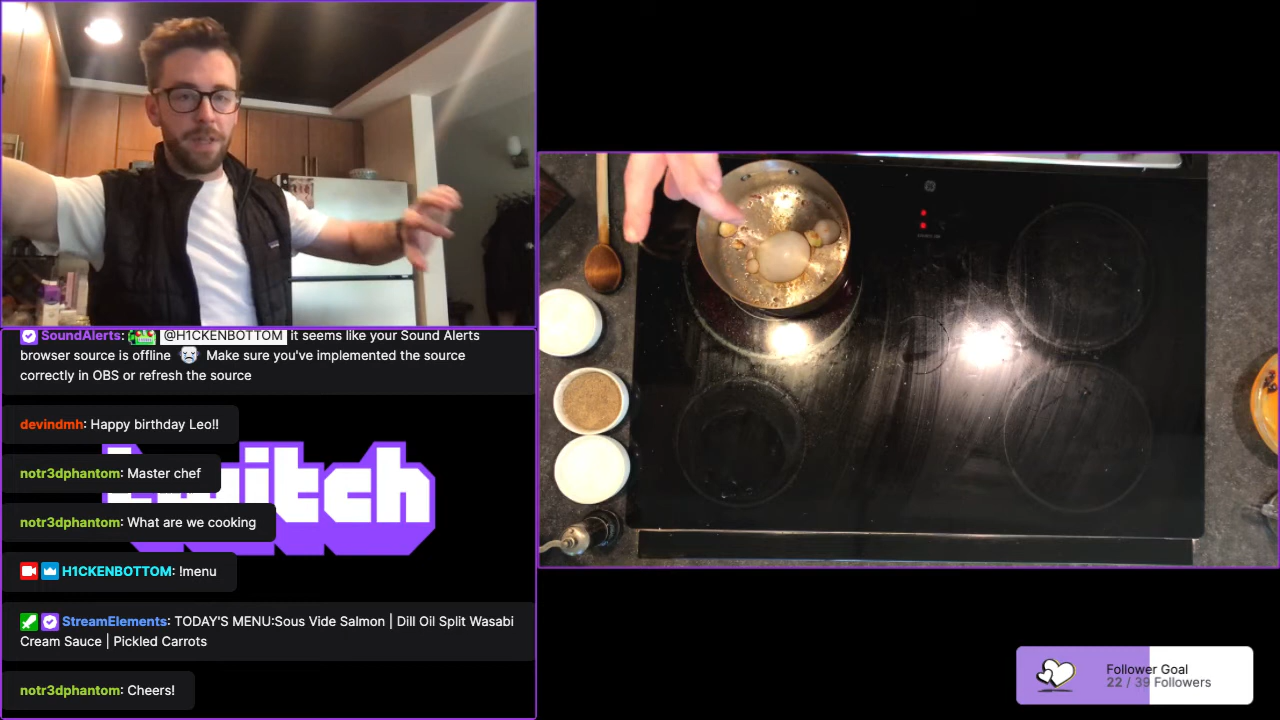 SoundAlerts: @H1CKENBOTTOM it seems like your Sound Alerts
browser source is offline Make sure you've implemented the source
correctly in OBS or refresh the source
devindmh: Happy birthday Leo!!
notr3dphantom: Master chef
twitch
notr3dphantom: What are we cooking
H1CKENBOTTOM: !menu
StreamElements: TODAY'S MENU:Sous Vide Salmon | Dill Oil Split Wasabi
Cream Sauce | Pickled Carrots
notr3dphantom: Cheers!
Follower Goal
22 / 39 Followers